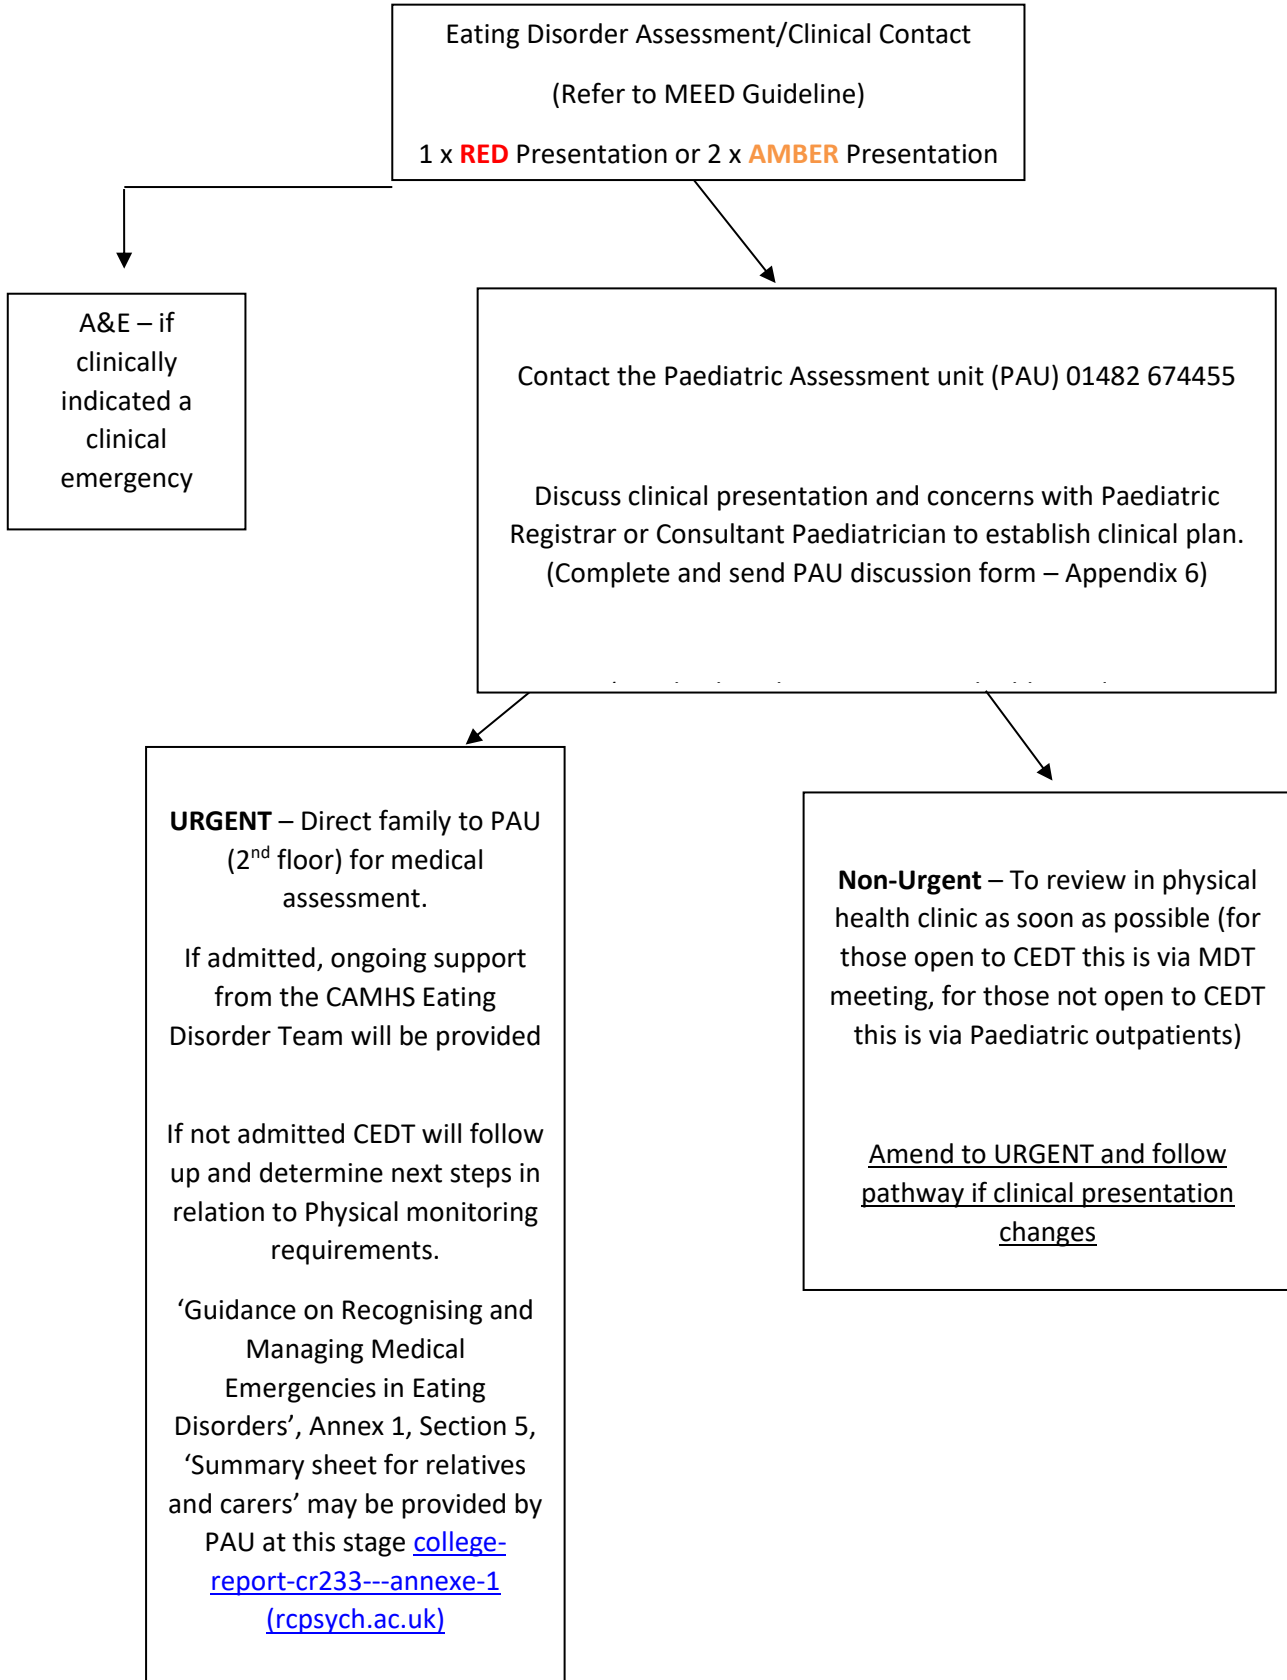 Eating Disorder Assessment/Clinical Contact
(Refer to MEED Guideline)
1 x RED Presentation or 2 x AMBER Presentation
A&E – if
clinically
indicated a
clinical
emergency
Contact the Paediatric Assessment unit (PAU) 01482 674455
Discuss clinical presentation and concerns with Paediatric
Registrar or Consultant Paediatrician to establish clinical plan.
(Complete and send PAU discussion form – Appendix 6)
URGENT – Direct family to PAU
(2nd floor) for medical
assessment.
If admitted, ongoing support
from the CAMHS Eating
Disorder Team will be provided
If not admitted CEDT will follow
up and determine next steps in
relation to Physical monitoring
requirements.
‘Guidance on Recognising and
Managing Medical
Emergencies in Eating
Disorders’, Annex 1, Section 5,
‘Summary sheet for relatives
and carers’ may be provided by
PAU at this stage college-
report-cr233---annexe-1
(rcpsych.ac.uk)
Non-Urgent – To review in physical
health clinic as soon as possible (for
those open to CEDT this is via MDT
meeting, for those not open to CEDT
this is via Paediatric outpatients)
Amend to URGENT and follow
pathway if clinical presentation
changes